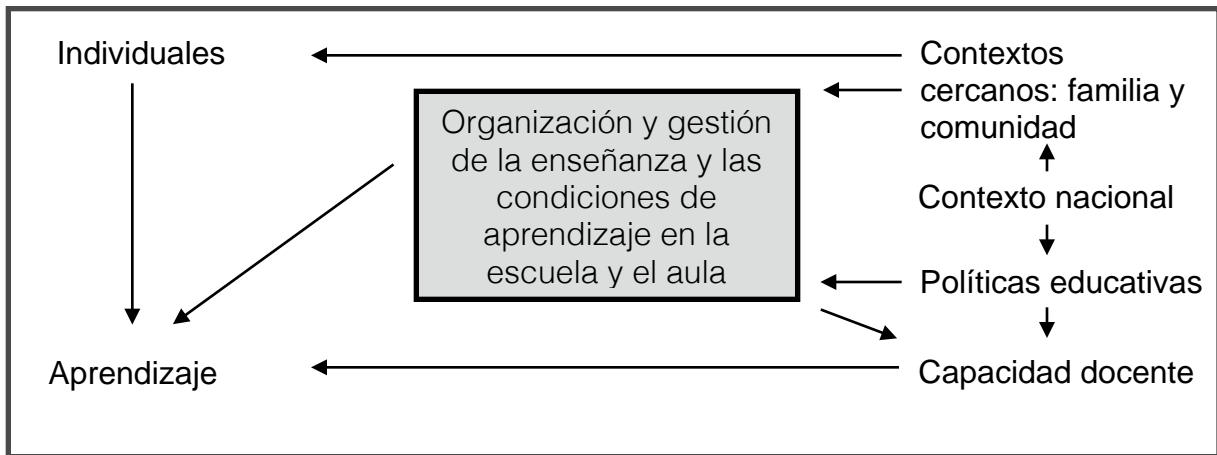 Individuales
Contextos
cercanos: familia y
comunidad
Organización y gestión
de la enseñanza y las
condiciones de
aprendizaje en la
escuela y el aula
Contexto nacional
Políticas educativas
Aprendizaje
Capacidad docente